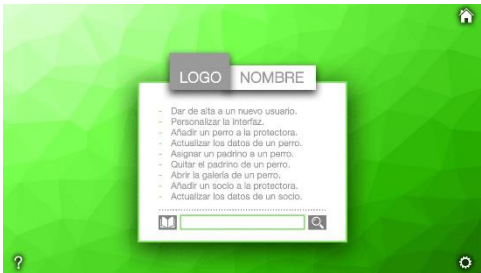 LOGO NOMBRE
- Dar de alta a un nuevo usuario.
- Personalizar la interfaz.
- Añadir un perro a la protectora.
- Actualizar los datos de un perro.
- Asignar un padrino a un perro.
- Quitar el padrino de un perro.
- Abrir la galería de un perro.
- Añadir un socio a la protectora.
- Actualizar los datos de un socio.
?